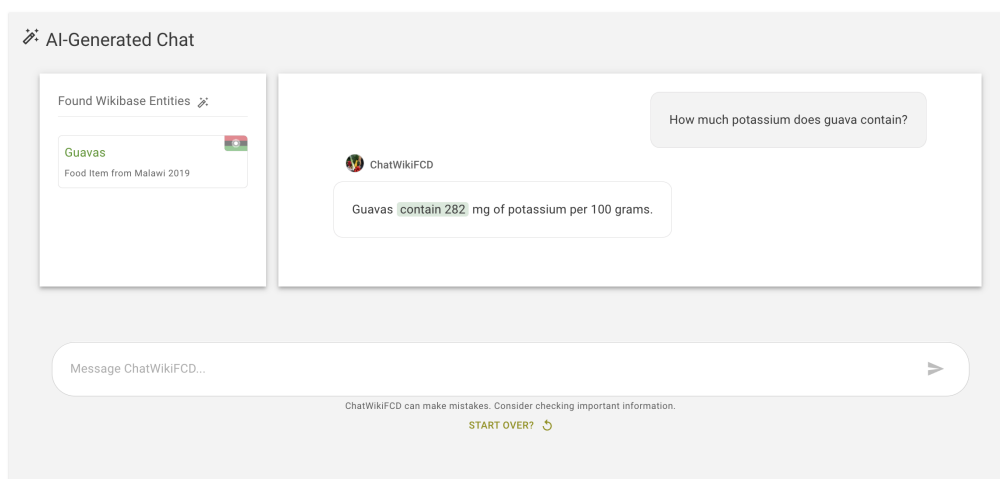 AI-Generated Chat
Found Wikibase Entities
Guavas
Food Item from Malawi 2019
How much potassium does guava contain?
ChatWikiFCD
Guavas contain 282 mg of potassium per 100 grams.
Message ChatWikiFCD...
ChatWikiFCD can make mistakes. Consider checking important information.
START OVER?